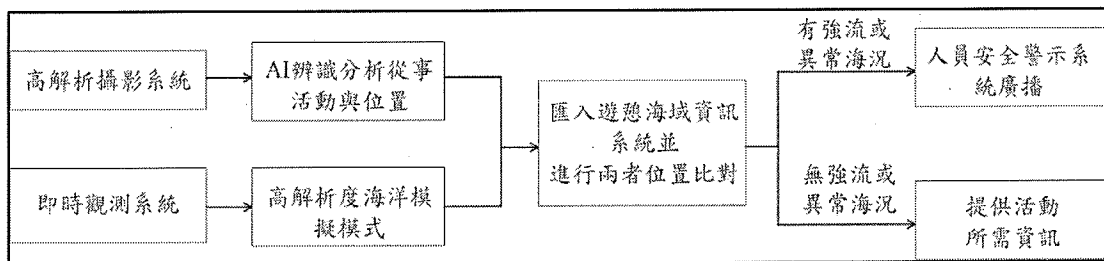 高解析攝影系統
AI辨識分析從事
活動與位置
即時觀測系統
高解析度海洋模
擬模式
匯入遊憩海域資訊
系統並
進行兩者位置比對
有強流或
異常海況
人員安全警示系
統廣播
無強流或
異常海況
提供活動
所需資訊